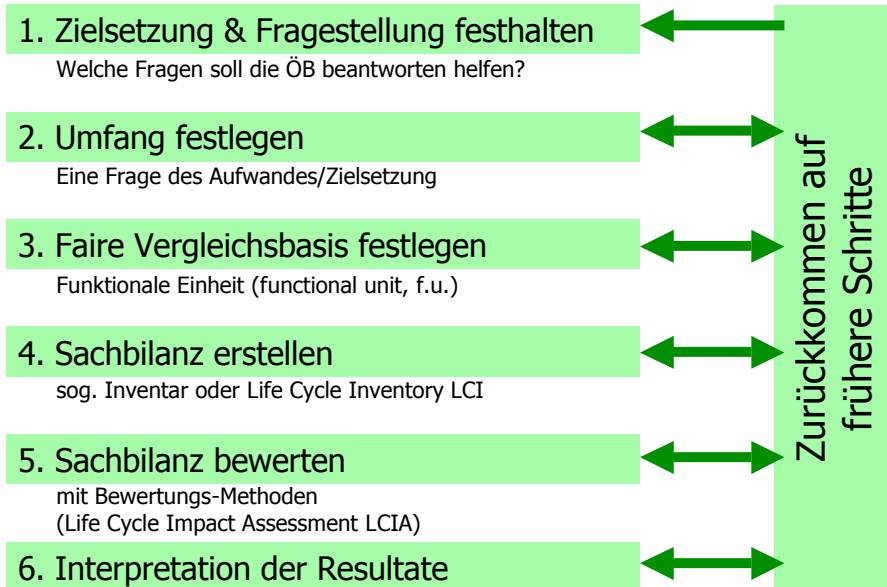 1. Zielsetzung & Fragestellung festhalten
Welche Fragen soll die ÖB beantworten helfen?
2. Umfang festlegen
Eine Frage des Aufwandes/Zielsetzung
3. Faire Vergleichsbasis festlegen
Funktionale Einheit (functional unit, f.u.)
4. Sachbilanz erstellen
sog. Inventar oder Life Cycle Inventory LCI
5. Sachbilanz bewerten
mit Bewertungs-Methoden
(Life Cycle Impact Assessment LCIA)
6. Interpretation der Resultate
Zurückkommen auf
frühere Schritte